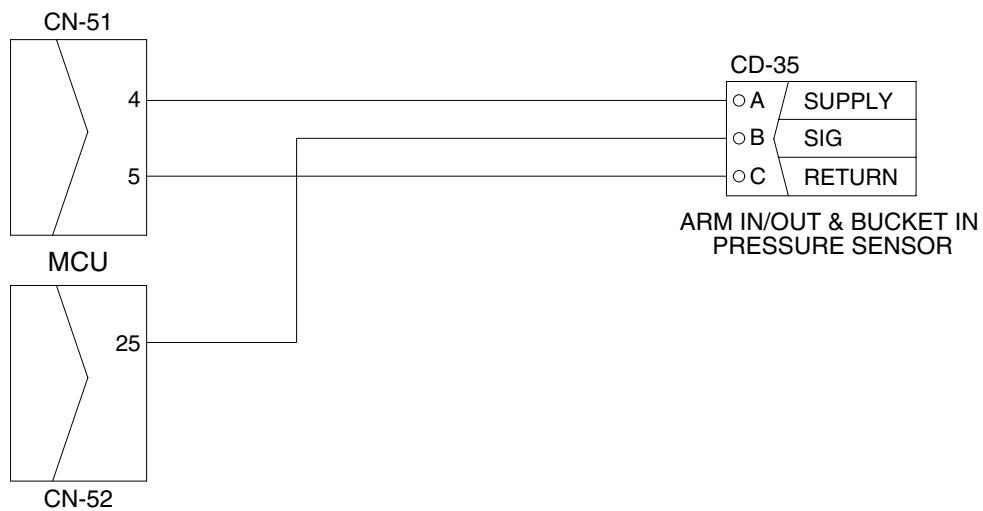 CN-51
4
5
MCU
25
CN-52
CD-35
A SUPPLY
B SIG
C RETURN
ARM IN/OUT & BUCKET IN
PRESSURE SENSOR